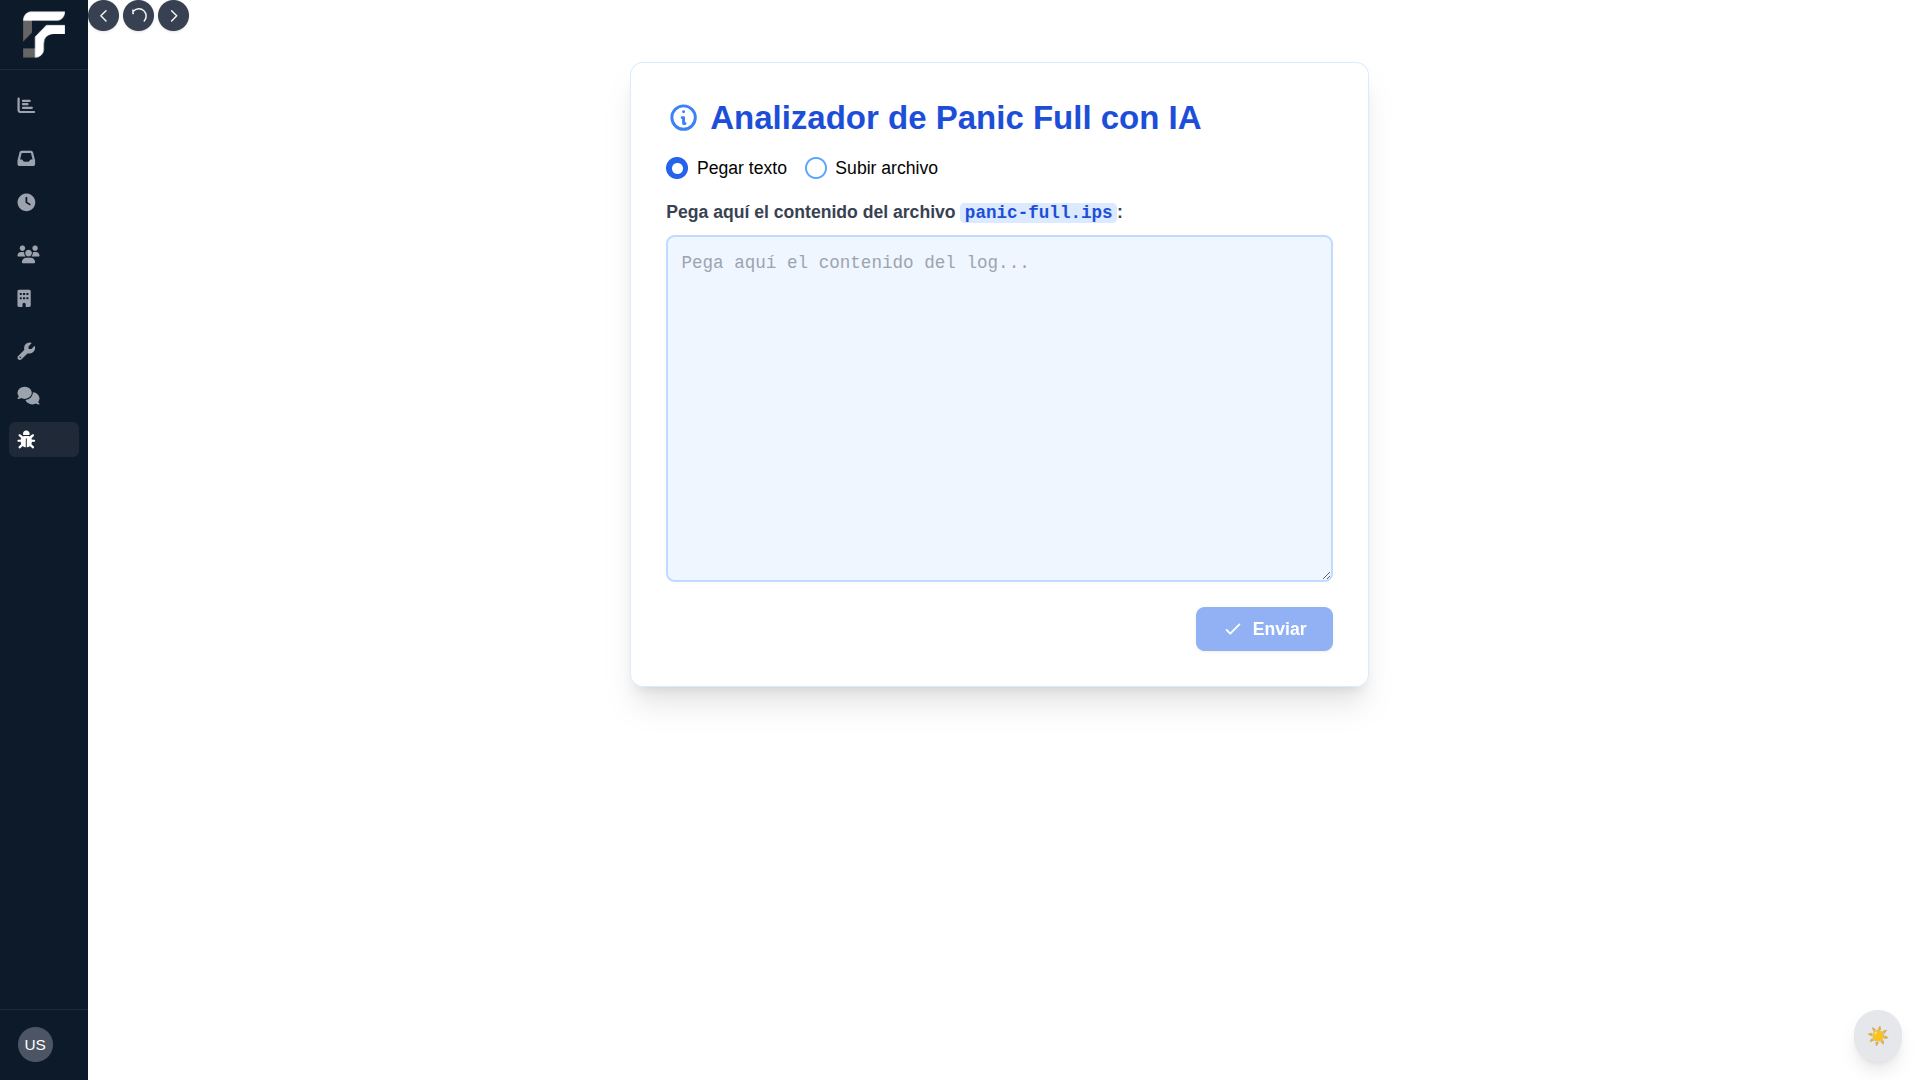 Analizador de Panic Full con IA
Pegar texto Subir archivo
Pega aquí el contenido del archivo panic-full.ips:
Pega aquí el contenido del log...
Enviar
US